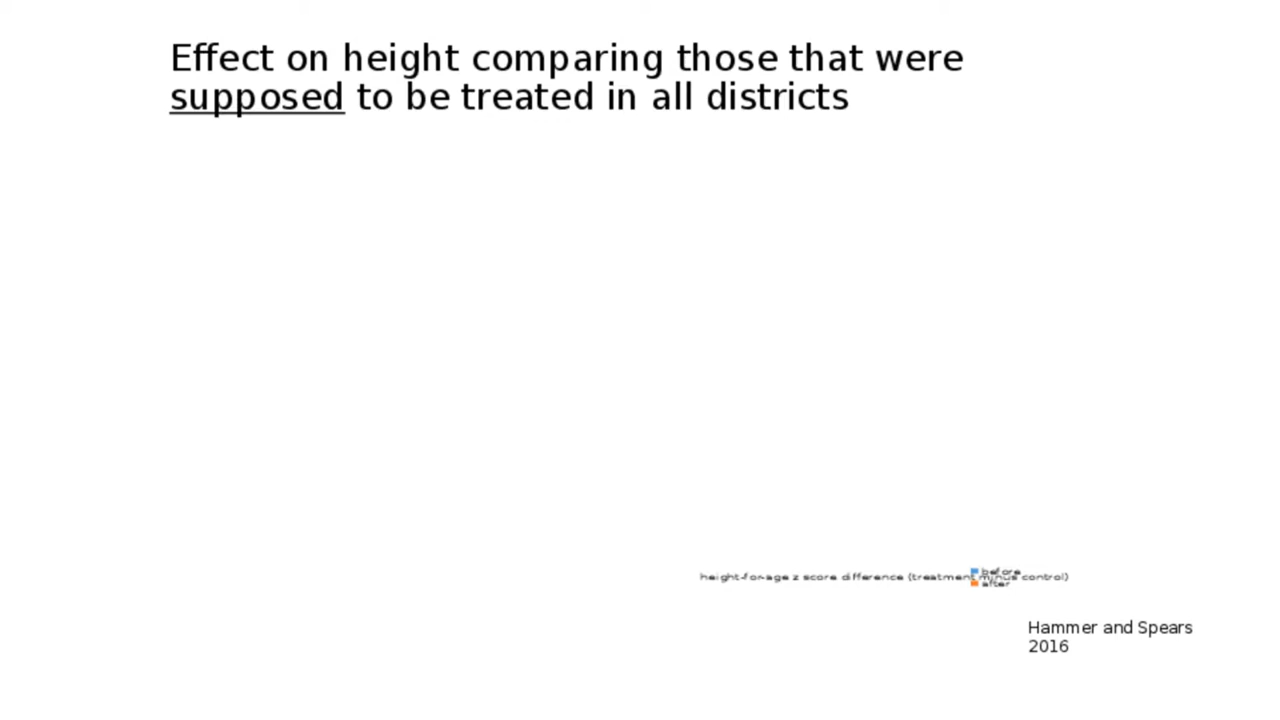 Effect on height comparing those that were
supposed to be treated in all districts
before
height-for-age z score difference (treatment minus control)
after
Hammer and Spears
2016